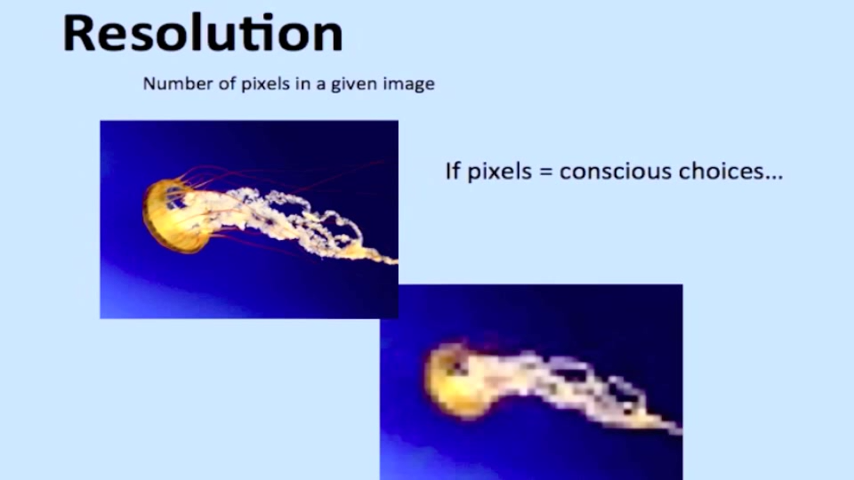 Resolution
Number of pixels in a given image
If pixels = conscious choices...